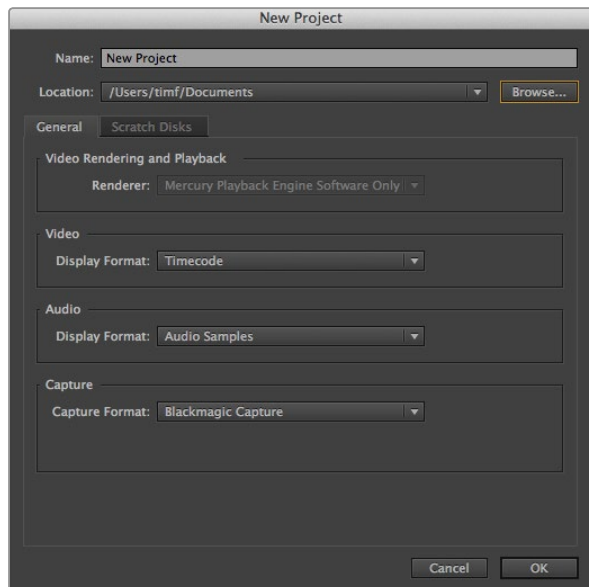 New Project
Name: New Project
Location: /Users/timf/Documents Browse...
General Scratch Disks
Video Rendering and Playback
Renderer: Mercury Playback Engine Software Only
Video
Display Format: Timecode
Audio
Display Format: Audio Samples
Capture
Capture Format: Blackmagic Capture
Cancel OK